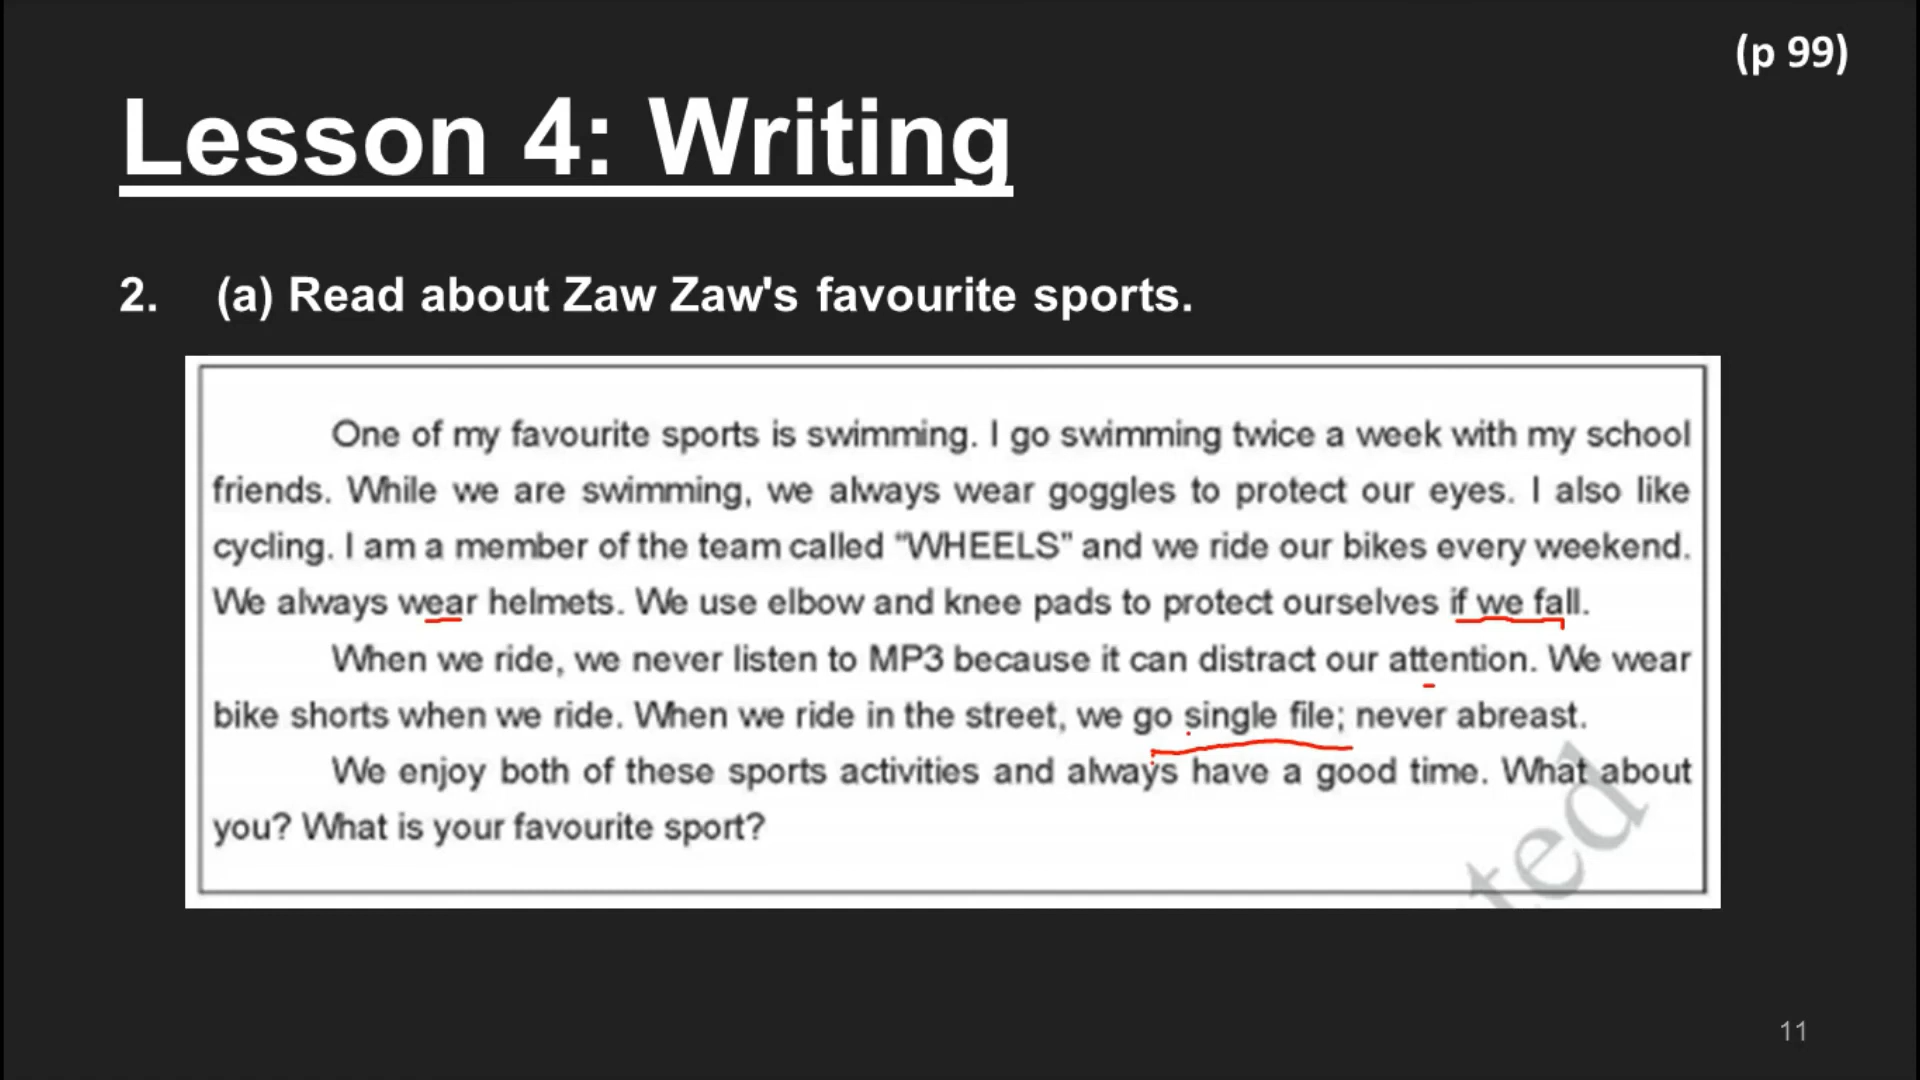 (p 99)
Lesson 4: Writing
2. (a) Read about Zaw Zaw's favourite sports.
One of my favourite sports is swimming. I go swimming twice a week with my school
friends. While we are swimming, we always wear goggles to protect our eyes. I also like
cycling. I am a member of the team called “WHEELS” and we ride our bikes every weekend.
We always wear helmets. We use elbow and knee pads to protect ourselves if we fall.
When we ride, we never listen to MP3 because it can distract our attention. We wear
bike shorts when we ride. When we ride in the street, we go single file; never abreast.
We enjoy both of these sports activities and always have a good time. What about
you? What is your favourite sport?
ted
11